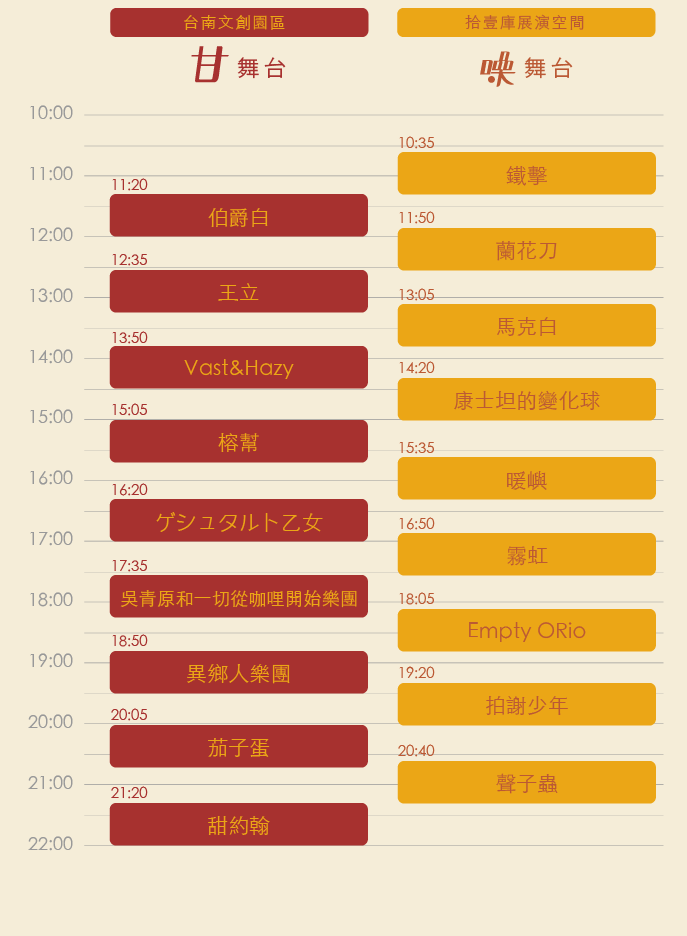 台南文創園區
拾壹庫展演空間
甘 舞台
舞台
10:00
10:35
鐵擊
11:00
11:20
伯爵白
11:50
蘭花刀
12:00
12:35
王立
13:00
13:05
馬克白
13:50
Vast&Hazy
14:00
14:20
康士坦的變化球
15:00
15:05
榕幫
15:35
暖嶼
16:00
16:20
ゲシュタルト乙女
16:50
霧虹
17:00
17:35
吳青原和一切從咖哩開始樂團
18:00
18:05
Empty ORio
18:50
異鄉人樂團
19:00
19:20
拍謝少年
20:00
20:05
茄子蛋
20:40
聲子蟲
21:00
21:20
甜約翰
22:00